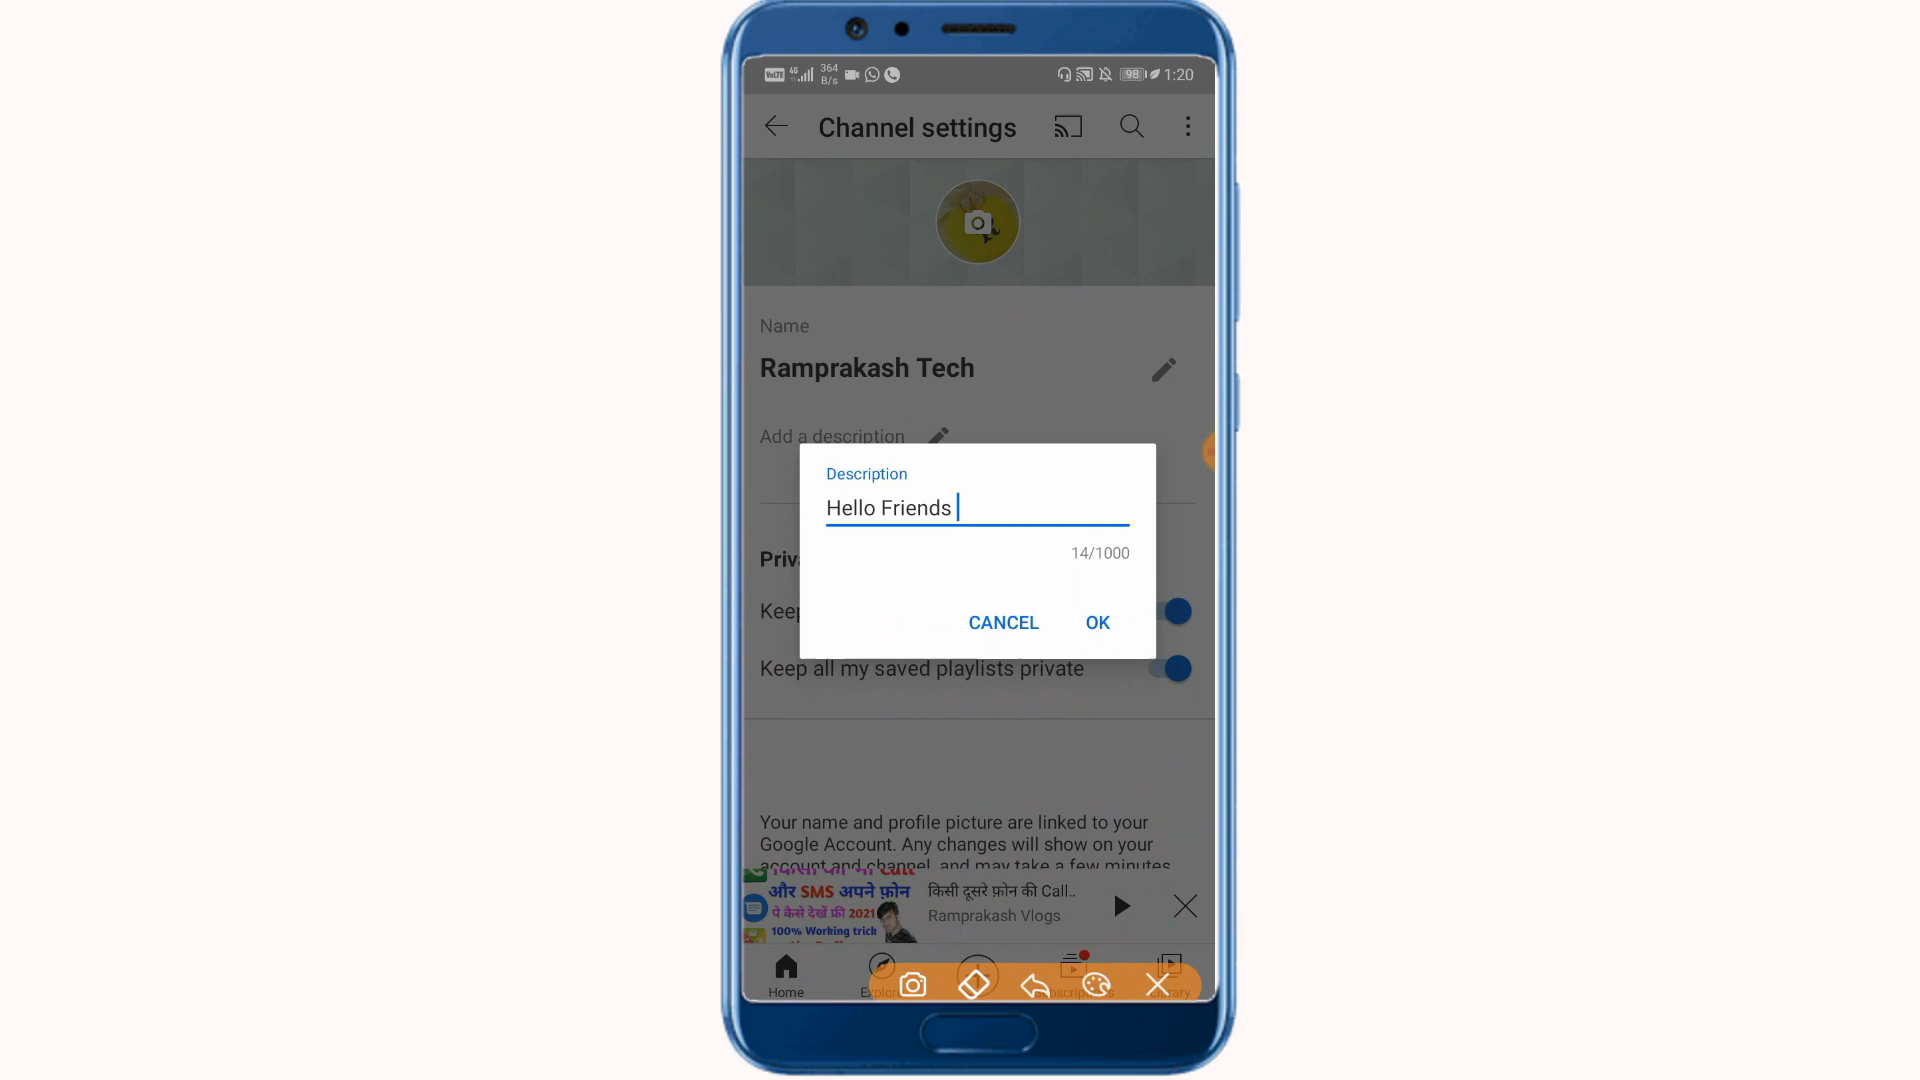 VoLTE 4G 364 B/s 98 1:20
Channel settings
Name
Ramprakash Tech
Add a description
Description
Hello Friends
14/1000
Priv
Keep
CANCEL OK
Keep all my saved playlists private
Your name and profile picture are linked to your
Google Account. Any changes will show on your
account and channel, and may take a few minutes
और SMS अपने फ़ोन
पे कैसे देखें फ्री 2021
100% Working trick
किसी दूसरे फ़ोन की Call..
Ramprakash Vlogs
Home